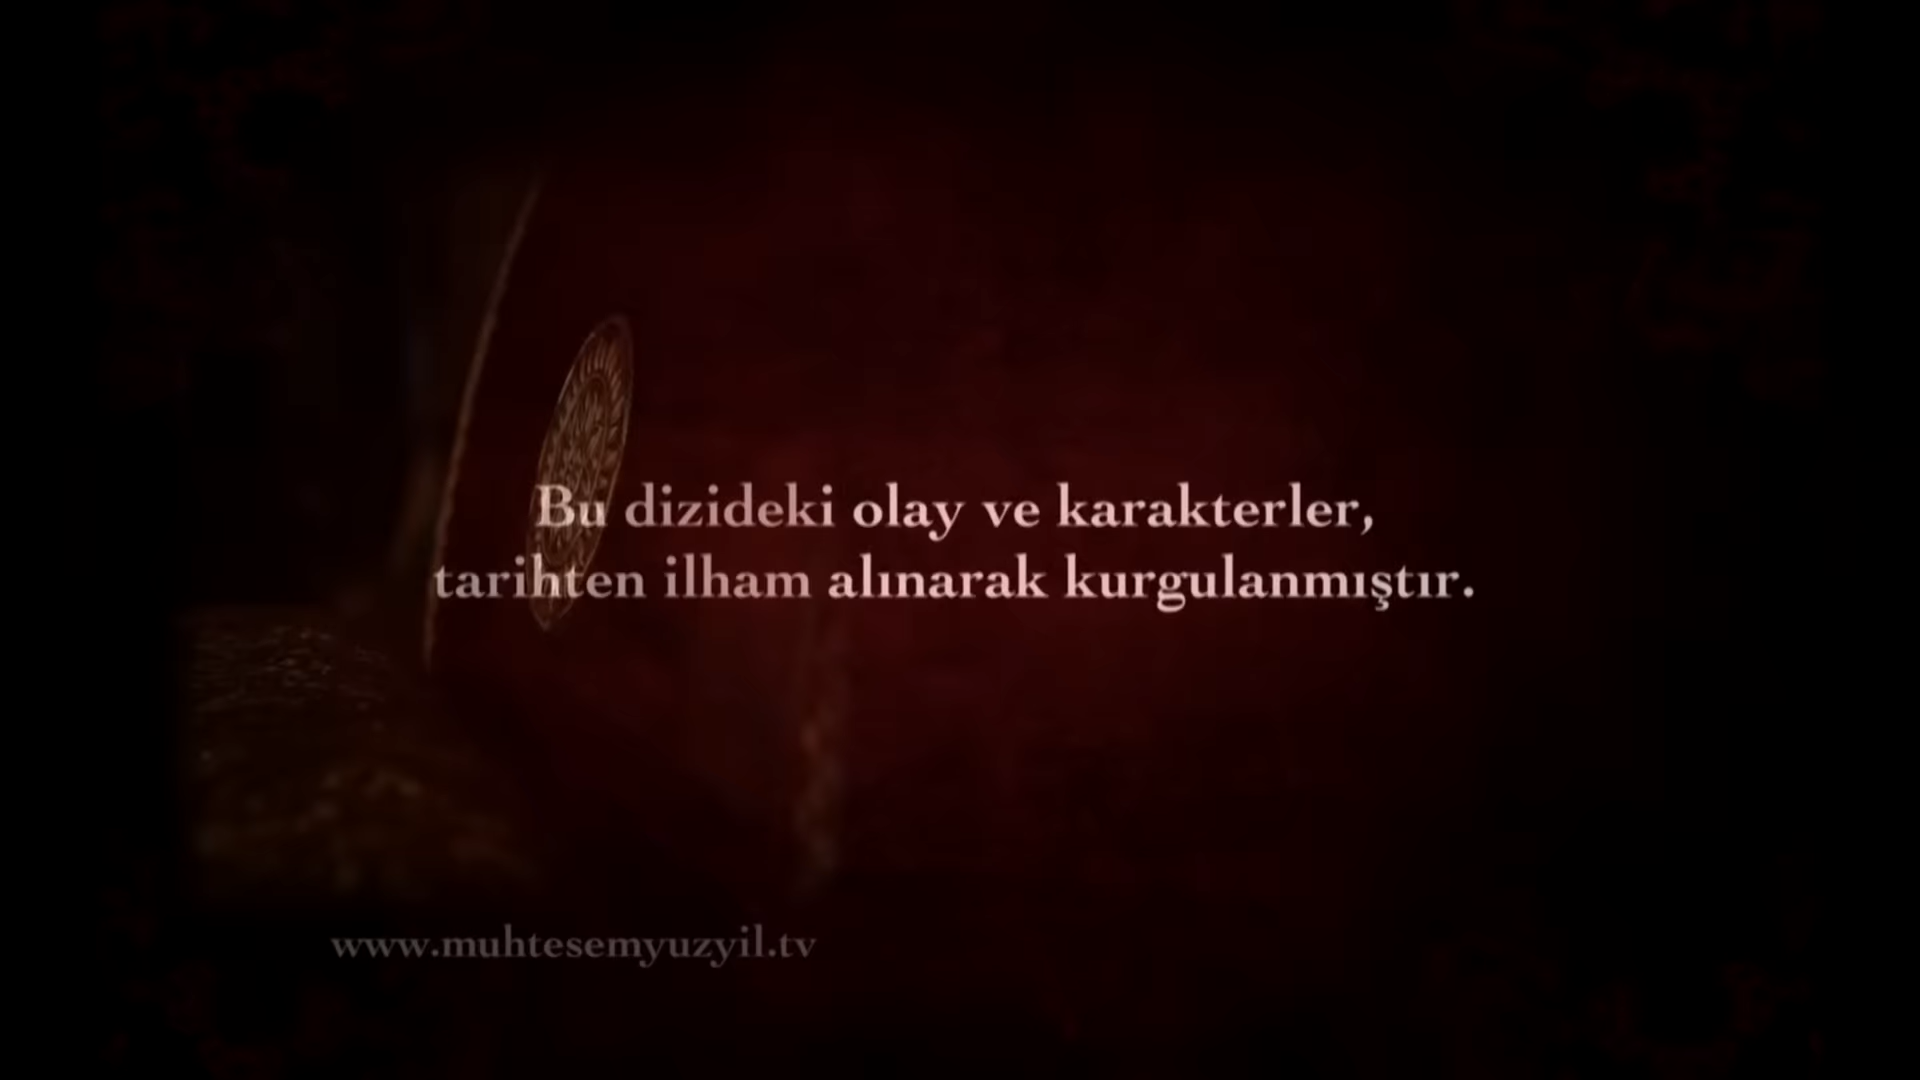 Bu dizideki olay ve karakterler,
tarihten ilham alınarak kurgulanmıştır.
www.muhtesemyuzyil.tv